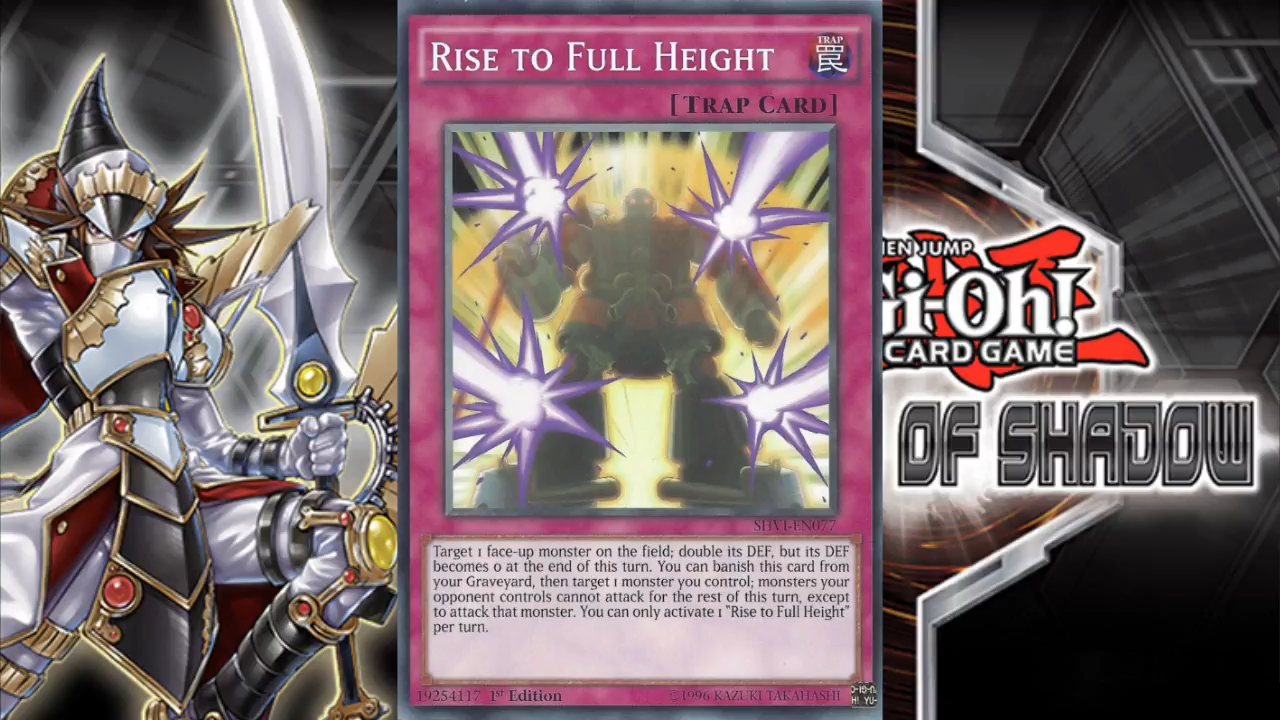 RISE TO FULL HEIGHT
TRAP
罠
[TRAP CARD]
EN JUMP
Gi-Oh!
CARD GAME
OF SHADOW
SHVI-EN077
Target 1 face-up monster on the field; double its DEF, but its DEF
becomes 0 at the end of this turn. You can banish this card from
your Graveyard, then target 1 monster you control; monsters your
opponent controls cannot attack for the rest of this turn, except
to attack that monster. You can only activate 1 "Rise to Full Height"
per turn.
19254117 1st Edition
©1996 KAZUKI TAKAHASHI